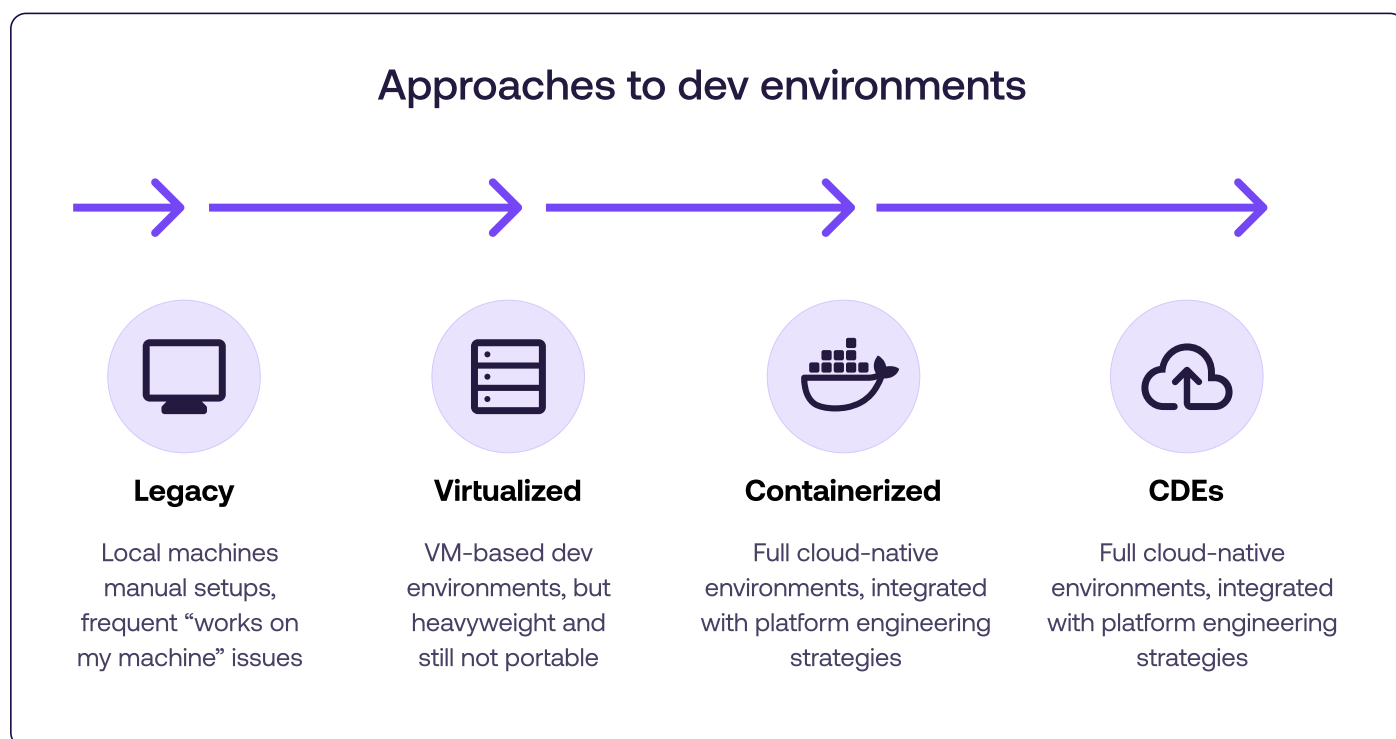 Approaches to dev environments
Legacy
Local machines
manual setups,
frequent “works on
my machine” issues
Virtualized
VM-based dev
environments, but
heavyweight and
still not portable
Containerized
Full cloud-native
environments, integrated
with platform engineering
strategies
CDEs
Full cloud-native
environments, integrated
with platform engineering
strategies